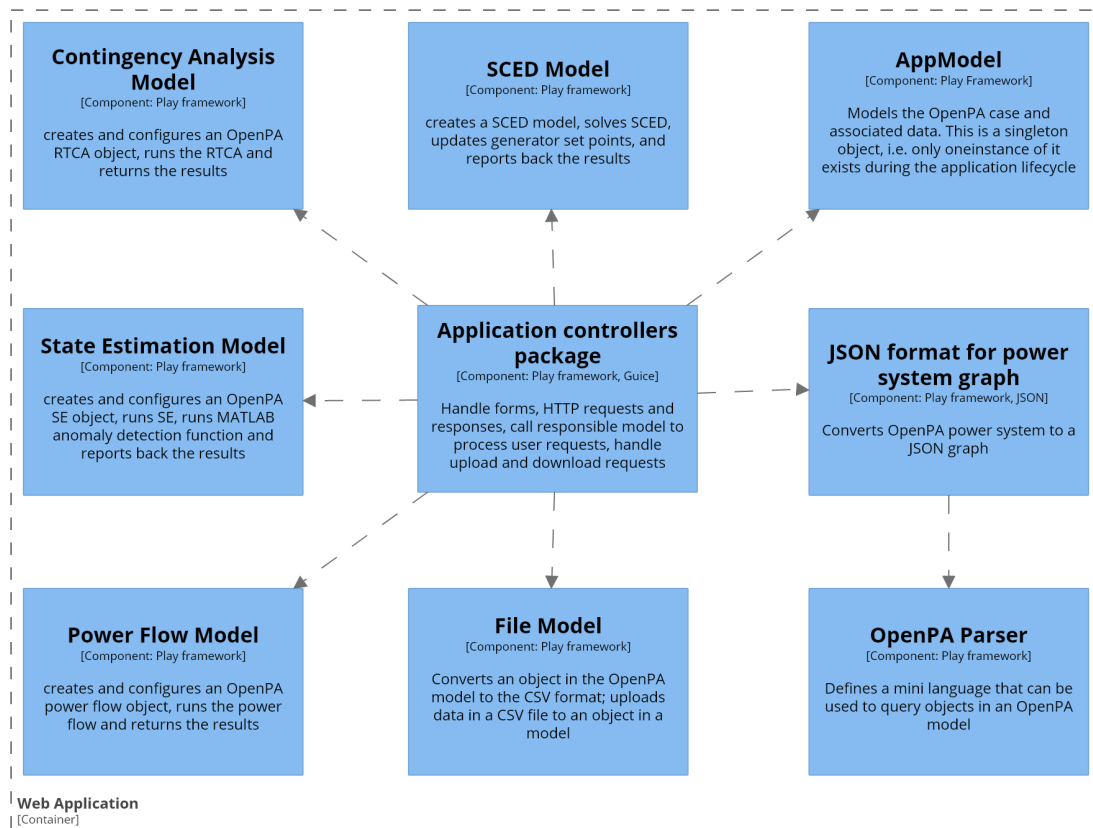 Contingency Analysis
Model
[Component: Play framework]
creates and configures an OpenPA
RTCA object, runs the RTCA and
returns the results
SCED Model
[Component: Play framework]
creates a SCED model, solves SCED,
updates generator set points, and
reports back the results
AppModel
[Component: Play Framework]
Models the OpenPA case and
associated data. This is a singleton
object, i.e. only oneinstance of it
exists during the application lifecycle
State Estimation Model
[Component: Play framework]
creates and configures an OpenPA
SE object, runs SE, runs MATLAB
anomaly detection function and
reports back the results
Application controllers
package
[Component: Play framework, Guice]
Handle forms, HTTP requests and
responses, call responsible model to
process user requests, handle
upload and download requests
JSON format for power
system graph
[Component: Play framework, JSON]
Converts OpenPA power system to a
JSON graph
Power Flow Model
[Component: Play framework]
creates and configures an OpenPA
power flow object, runs the power
flow and returns the results
File Model
[Component: Play framework]
Converts an object in the OpenPA
model to the CSV format; uploads
data in a CSV file to an object in a
model
OpenPA Parser
[Component: Play framework]
Defines a mini language that can be
used to query objects in an OpenPA
model
Web Application
[Container]